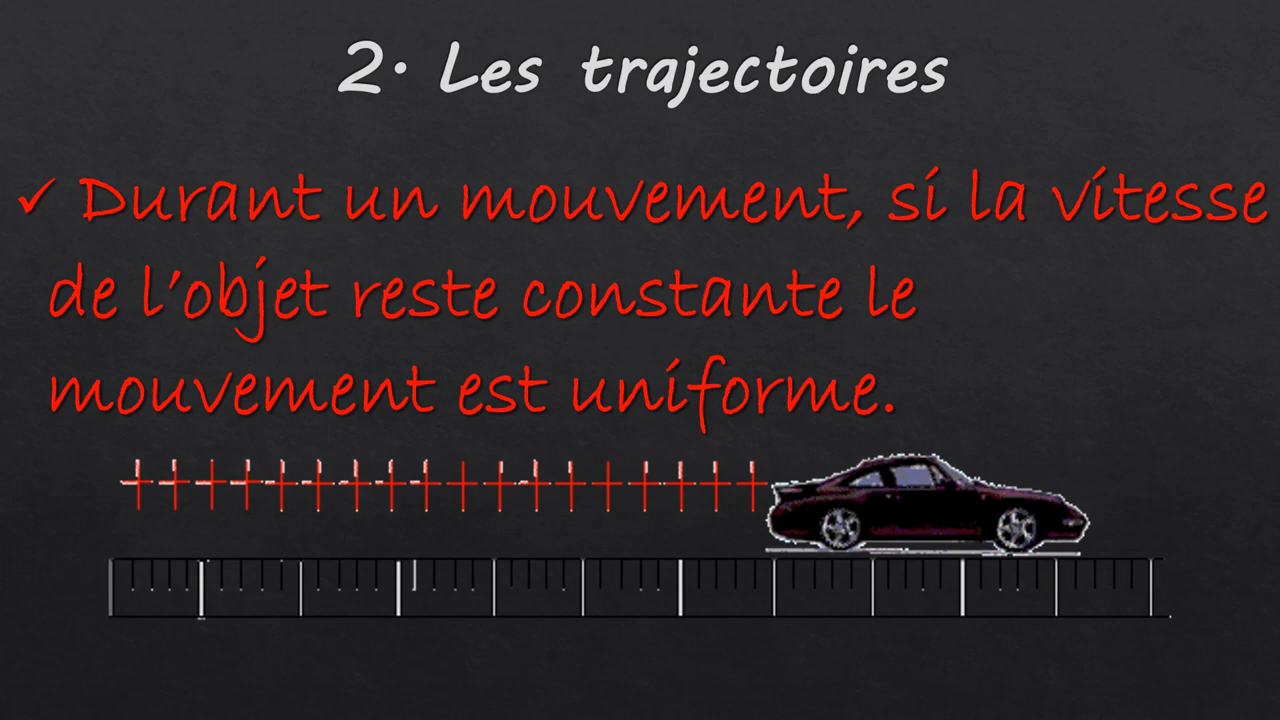 2. Les trajectoires
✓ Durant un mouvement, si la vitesse
de l'objet reste constante le
mouvement est uniforme.